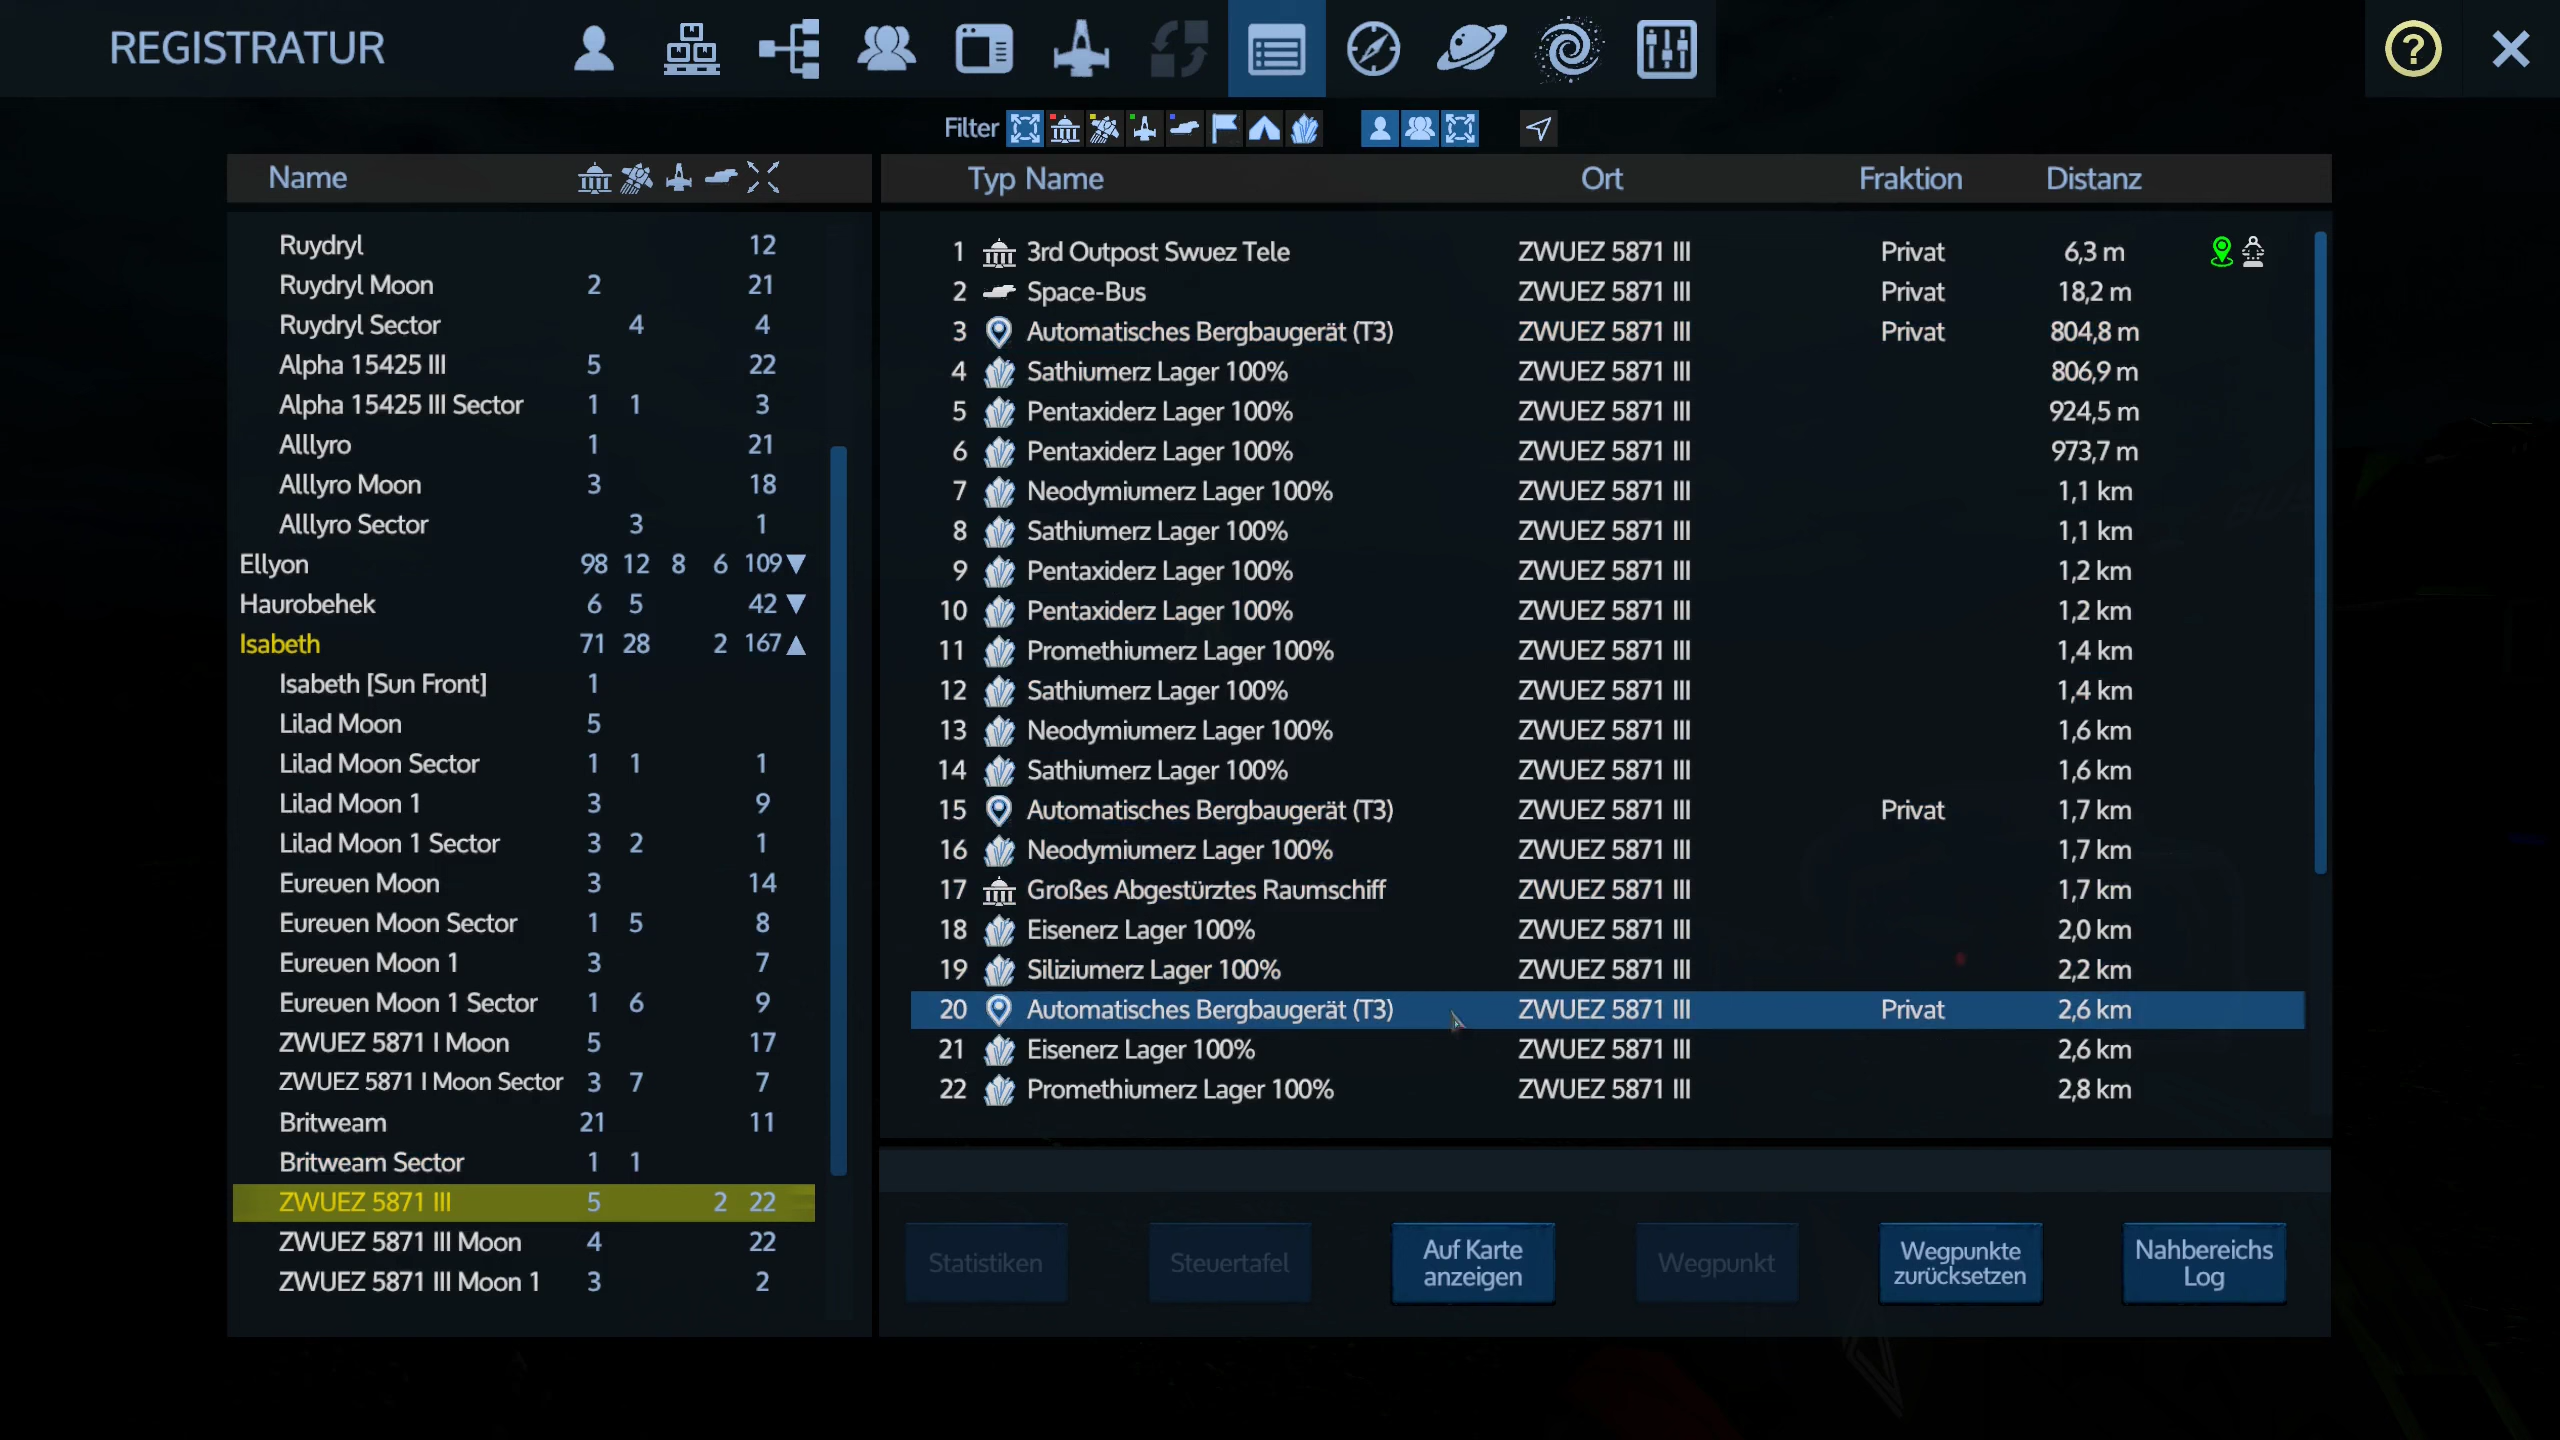 REGISTRATUR
?
Filter
Name
Ruydryl 12
Ruydryl Moon 2 21
Ruydryl Sector 4 4
Alpha 15425 III 5 22
Alpha 15425 III Sector 1 1 3
Alllyro 1 21
Alllyro Moon 3 18
Alllyro Sector 3 1
Ellyon 98 12 8 6 109
Haurobehek 6 5 42
Isabeth 71 28 2 167
Isabeth [Sun Front] 1
Lilad Moon 5
Lilad Moon Sector 1 1 1
Lilad Moon 1 3 9
Lilad Moon 1 Sector 3 2 1
Eureuen Moon 3 14
Eureuen Moon Sector 1 5 8
Eureuen Moon 1 3 7
Eureuen Moon 1 Sector 1 6 9
ZWUEZ 5871 I Moon 5 17
ZWUEZ 5871 I Moon Sector 3 7 7
Britweam 21 11
Britweam Sector 1 1
ZWUEZ 5871 III 5 2 22
ZWUEZ 5871 III Moon 4 22
ZWUEZ 5871 III Moon 1 3 2
Typ Name Ort Fraktion Distanz
1 3rd Outpost Swuez Tele ZWUEZ 5871 III Privat 6,3 m
2 Space-Bus ZWUEZ 5871 III Privat 18,2 m
3 Automatisches Bergbaugerät (T3) ZWUEZ 5871 III Privat 804,8 m
4 Sathiumerz Lager 100% ZWUEZ 5871 III 806,9 m
5 Pentaxiderz Lager 100% ZWUEZ 5871 III 924,5 m
6 Pentaxiderz Lager 100% ZWUEZ 5871 III 973,7 m
7 Neodymiumerz Lager 100% ZWUEZ 5871 III 1,1 km
8 Sathiumerz Lager 100% ZWUEZ 5871 III 1,1 km
9 Pentaxiderz Lager 100% ZWUEZ 5871 III 1,2 km
10 Pentaxiderz Lager 100% ZWUEZ 5871 III 1,2 km
11 Promethiumerz Lager 100% ZWUEZ 5871 III 1,4 km
12 Sathiumerz Lager 100% ZWUEZ 5871 III 1,4 km
13 Neodymiumerz Lager 100% ZWUEZ 5871 III 1,6 km
14 Sathiumerz Lager 100% ZWUEZ 5871 III 1,6 km
15 Automatisches Bergbaugerät (T3) ZWUEZ 5871 III Privat 1,7 km
16 Neodymiumerz Lager 100% ZWUEZ 5871 III 1,7 km
17 Großes Abgestürztes Raumschiff ZWUEZ 5871 III 1,7 km
18 Eisenerz Lager 100% ZWUEZ 5871 III 2,0 km
19 Siliziumerz Lager 100% ZWUEZ 5871 III 2,2 km
20 Automatisches Bergbaugerät (T3) ZWUEZ 5871 III Privat 2,6 km
21 Eisenerz Lager 100% ZWUEZ 5871 III 2,6 km
22 Promethiumerz Lager 100% ZWUEZ 5871 III 2,8 km
Statistiken
Steuertafel
Auf Karte
anzeigen
Wegpunkt
Wegpunkte
zurücksetzen
Nahbereichs
Log